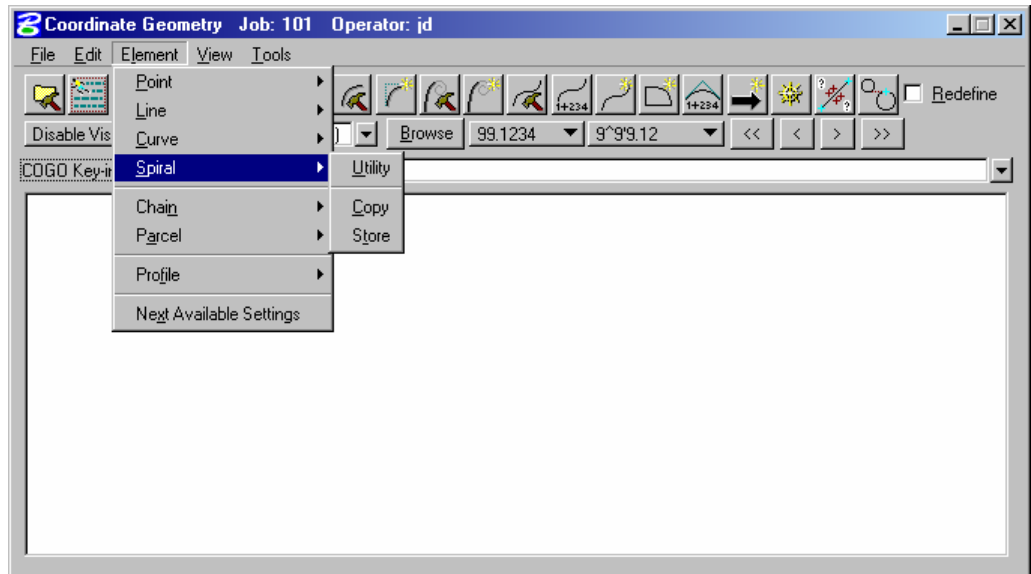 Coordinate Geometry Job: 101 Operator: jd
File Edit Element View Tools
Redefine
Disable Vis
Browse 99.1234 9^9'9.12 << < > >>
COGO Key-in
Point
Line
Curve
Spiral
Chain
Parcel
Profile
Next Available Settings
Utility
Copy
Store
1+234
1+234